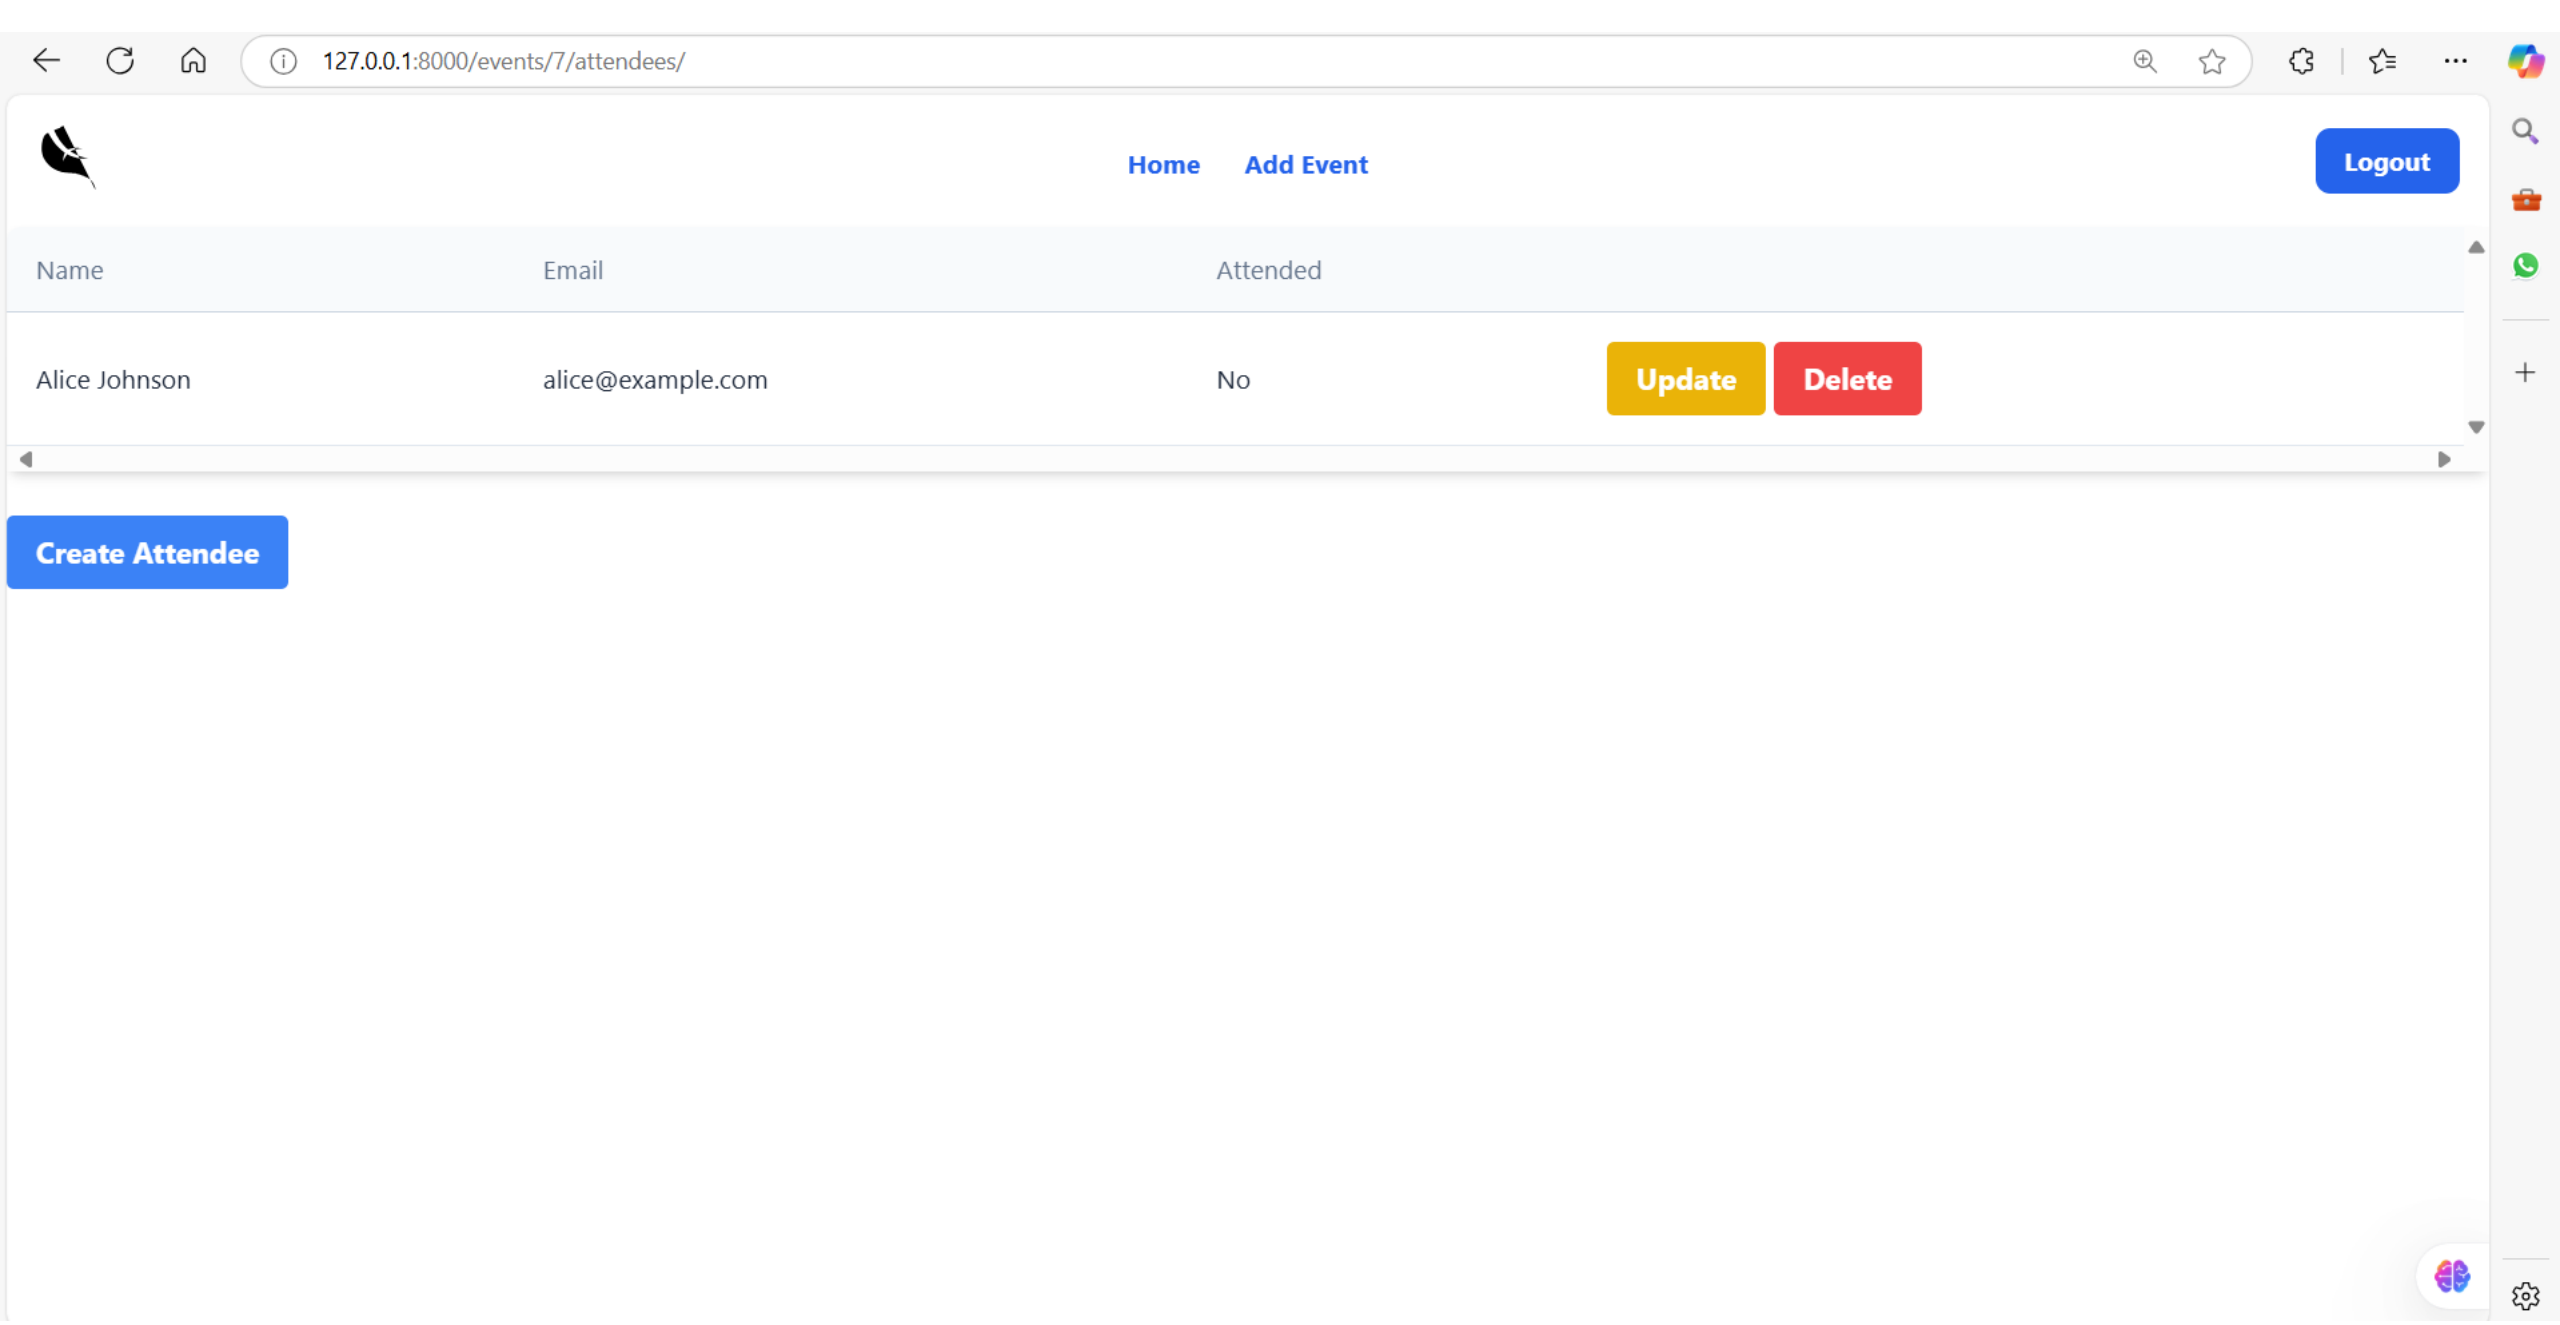 127.0.0.1:8000/events/7/attendees/
Home Add Event Logout
Name Email Attended
Alice Johnson alice@example.com No Update Delete
Create Attendee